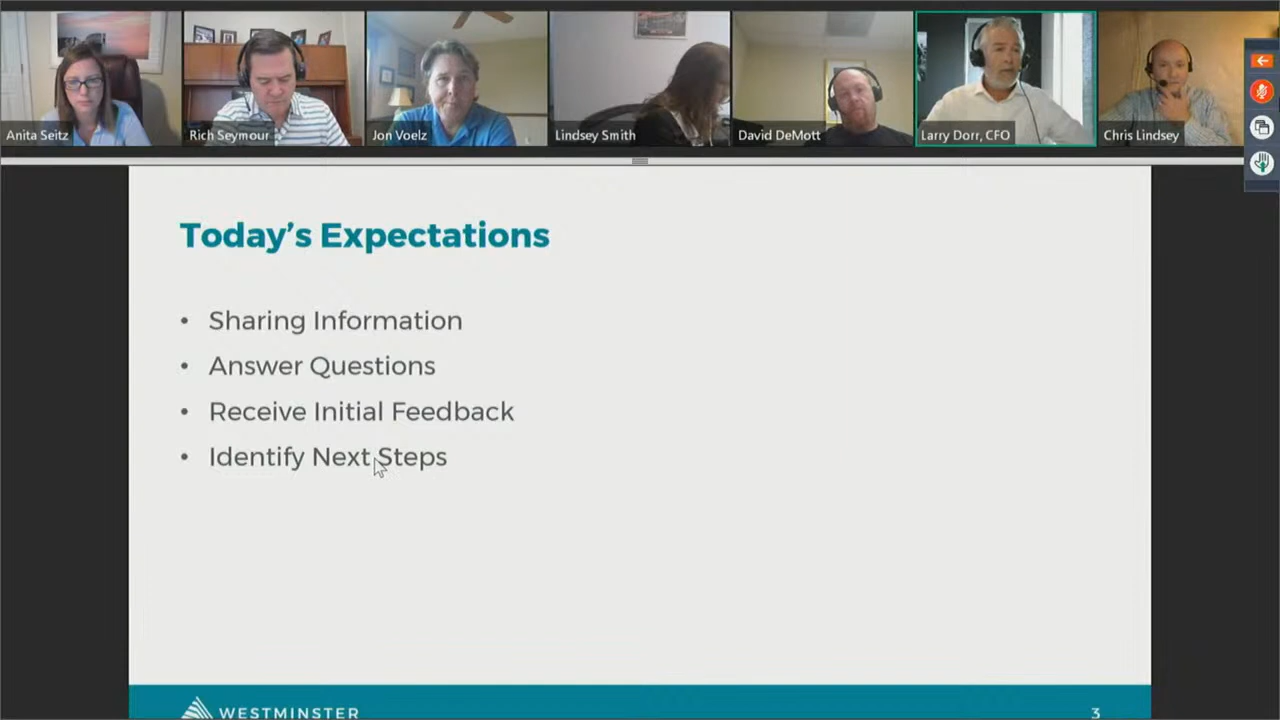 Anita Seitz
Rich Seymour
Jon Voelz
Lindsey Smith
David DeMott
Larry Dorr, CFO
Chris Lindsey
Today's Expectations
• Sharing Information
• Answer Questions
• Receive Initial Feedback
• Identify Next Steps
WESTMINSTER
3